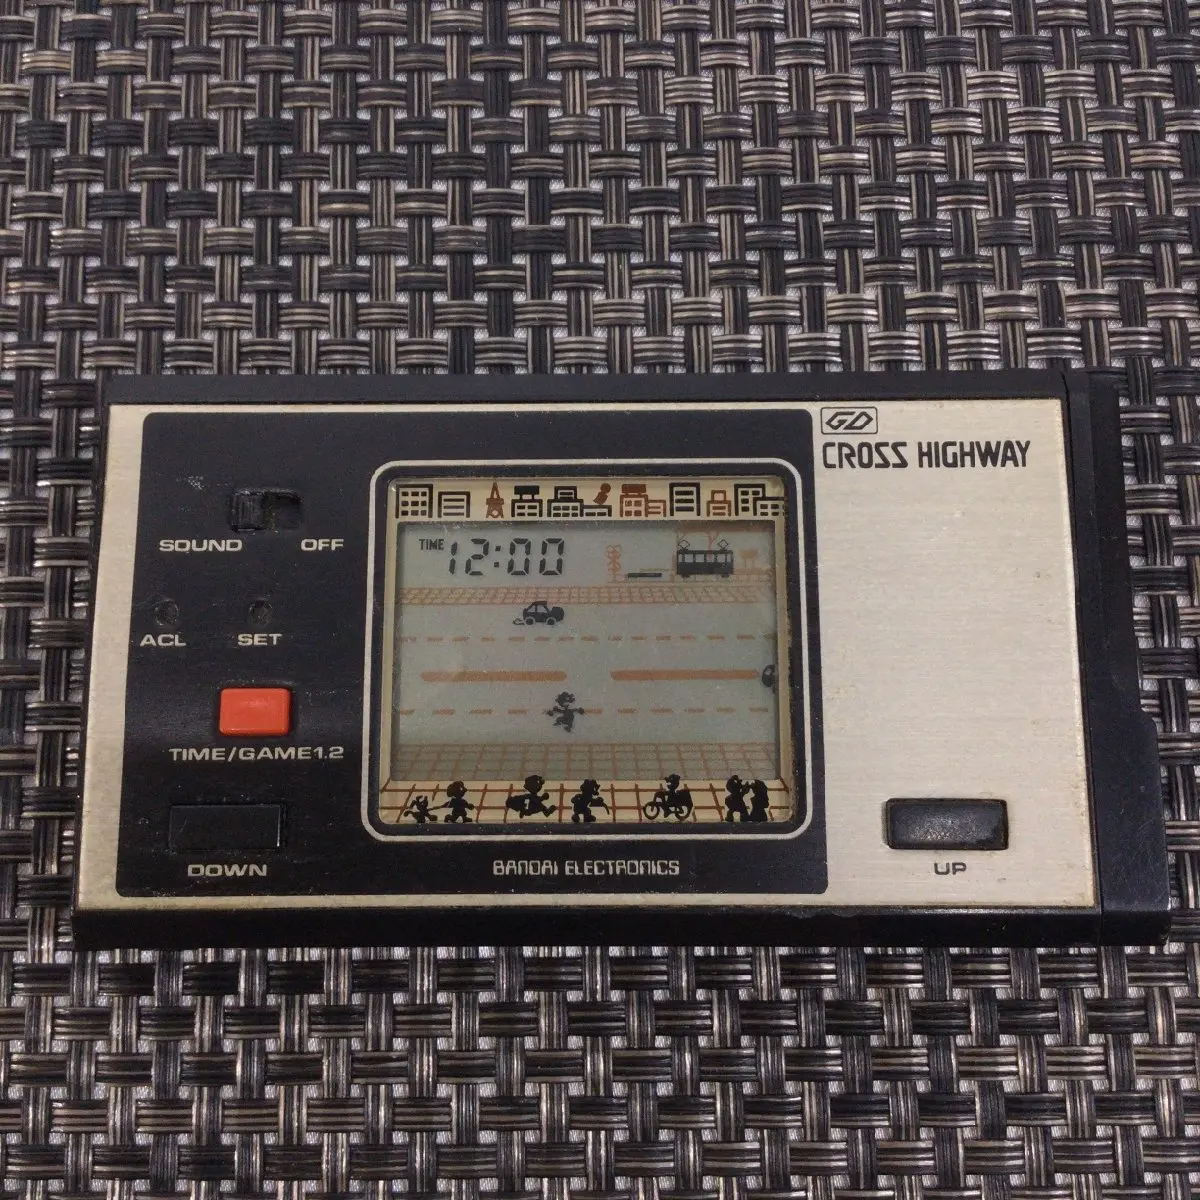 GD
CROSS HIGHWAY
TIME 12:00
SOUND OFF
ACL SET
TIME/GAME1.2
DOWN
UP
BANDAI ELECTRONICS